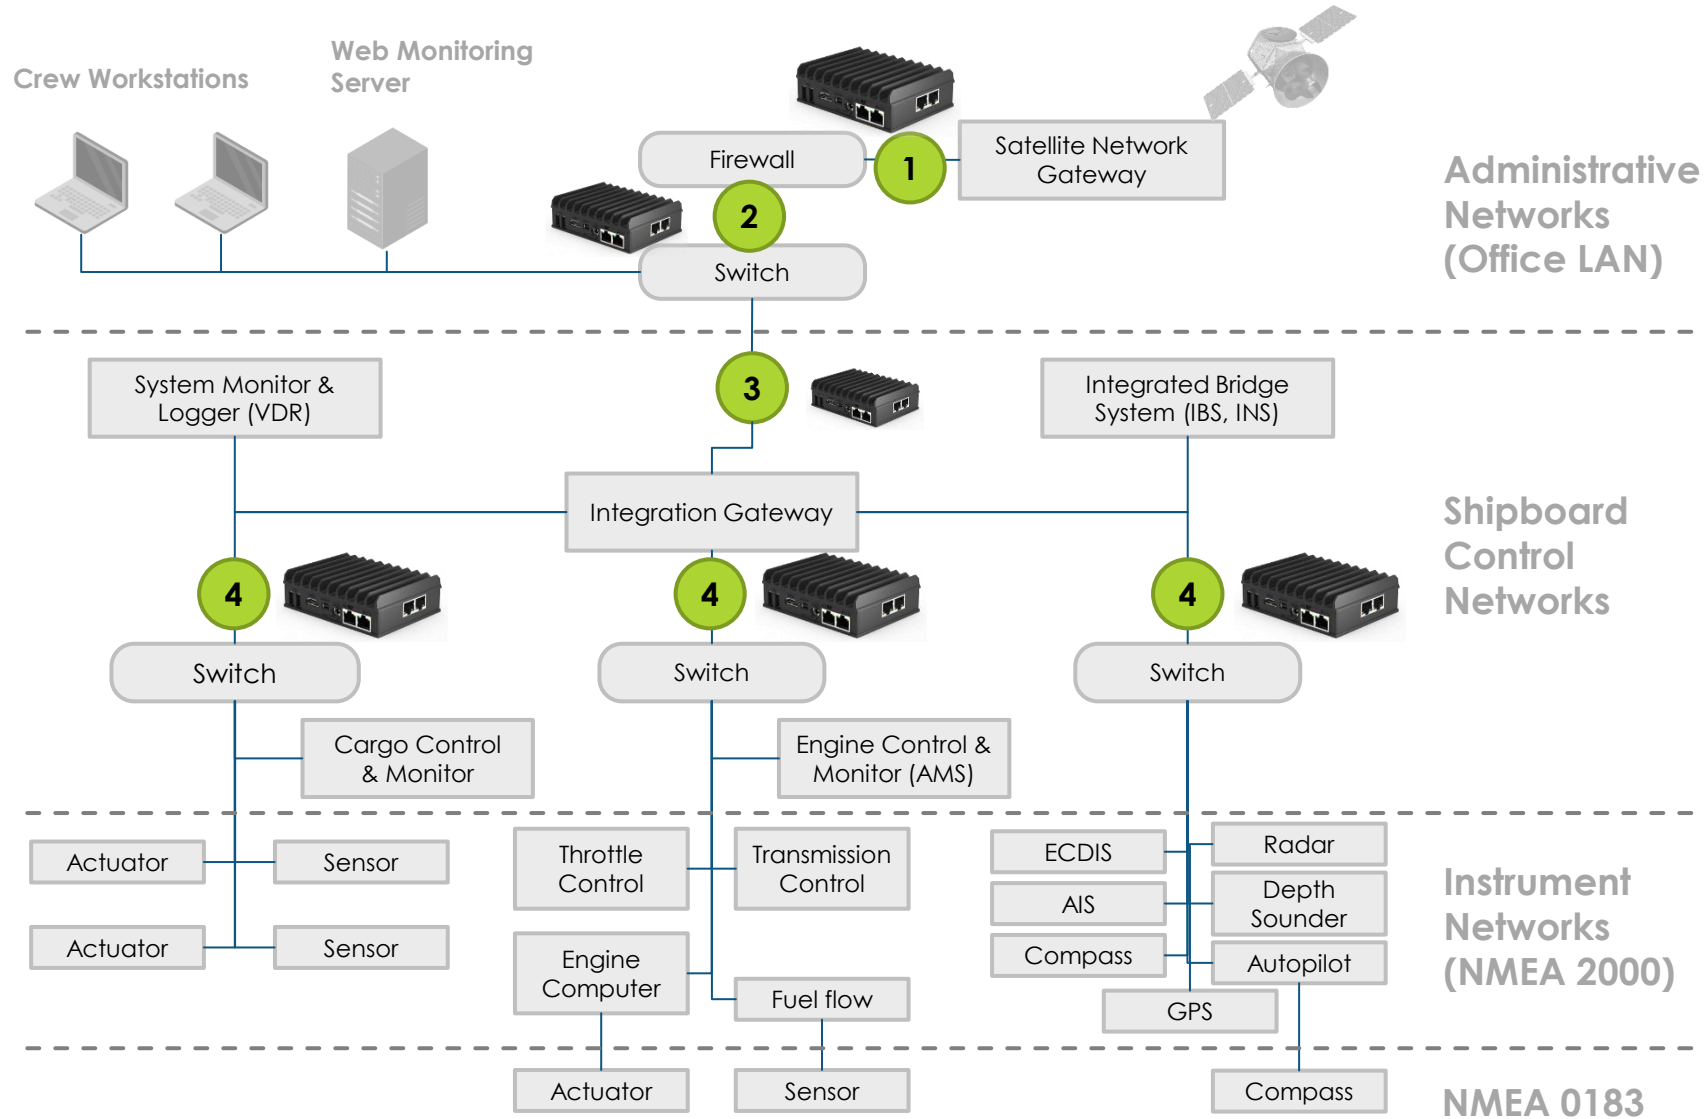 Crew Workstations
Web Monitoring
Server
Firewall
1
Satellite Network
Gateway
2
Switch
Administrative
Networks
(Office LAN)
System Monitor &
Logger (VDR)
3
Integrated Bridge
System (IBS, INS)
Integration Gateway
Shipboard
Control
Networks
4
4
4
Switch
Switch
Switch
Cargo Control
& Monitor
Engine Control &
Monitor (AMS)
Actuator
Sensor
Actuator
Sensor
Throttle
Control
Transmission
Control
Engine
Computer
Fuel flow
ECDIS
Radar
AIS
Depth
Sounder
Compass
Autopilot
GPS
Instrument
Networks
(NMEA 2000)
Actuator
Sensor
Compass
NMEA 0183